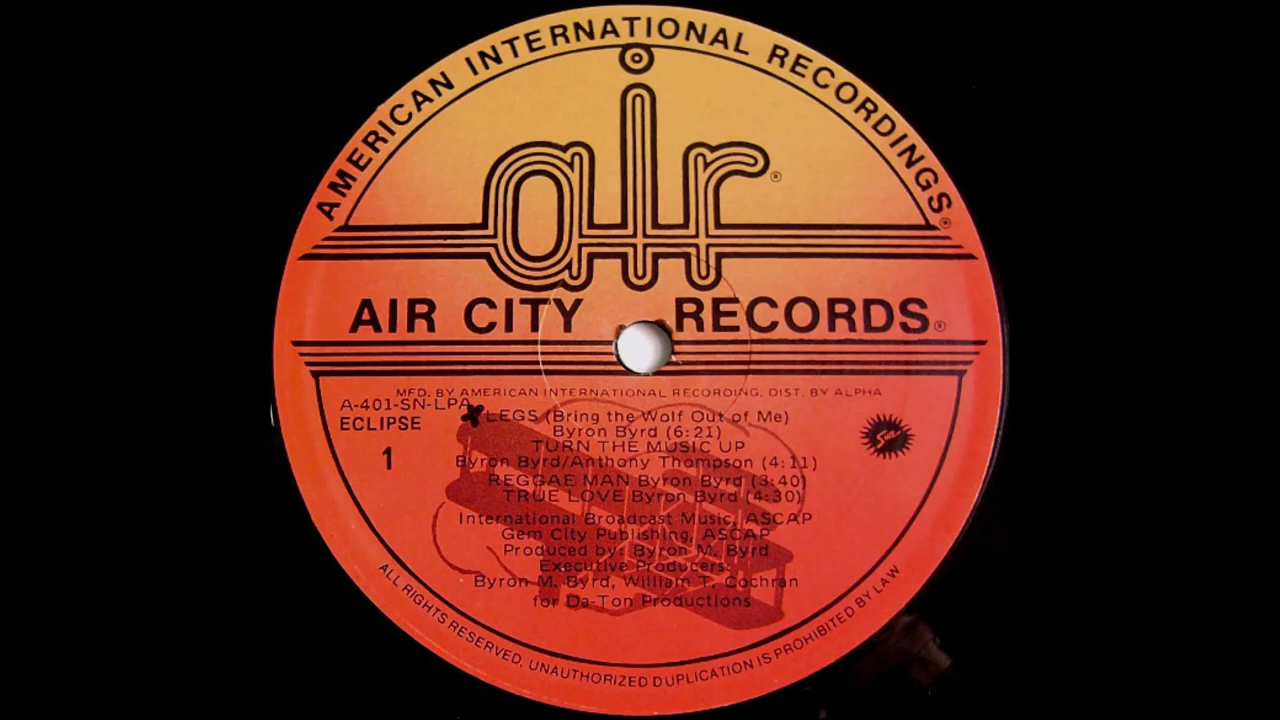 AMERICAN INTERNATIONAL RECORDINGS®
air®
AIR CITY RECORDS®
MFD. BY AMERICAN INTERNATIONAL RECORDING, DIST. BY ALPHA
A-401-SN-LPA
ECLIPSE
1
LEGS (Bring the Wolf Out of Me)
Byron Byrd (6:21)
TURN THE MUSIC UP
Byron Byrd/Anthony Thompson (4:11)
REGGAE MAN Byron Byrd (3:40)
TRUE LOVE Byron Byrd (4:30)
International Broadcast Music, ASCAP
Gem City Publishing, ASCAP
Produced by: Byron M. Byrd
Executive Producers:
Byron M. Byrd, William T. Cochran
for Da-Ton Productions
ALL RIGHTS RESERVED, UNAUTHORIZED DUPLICATION IS PROHIBITED BY LAW